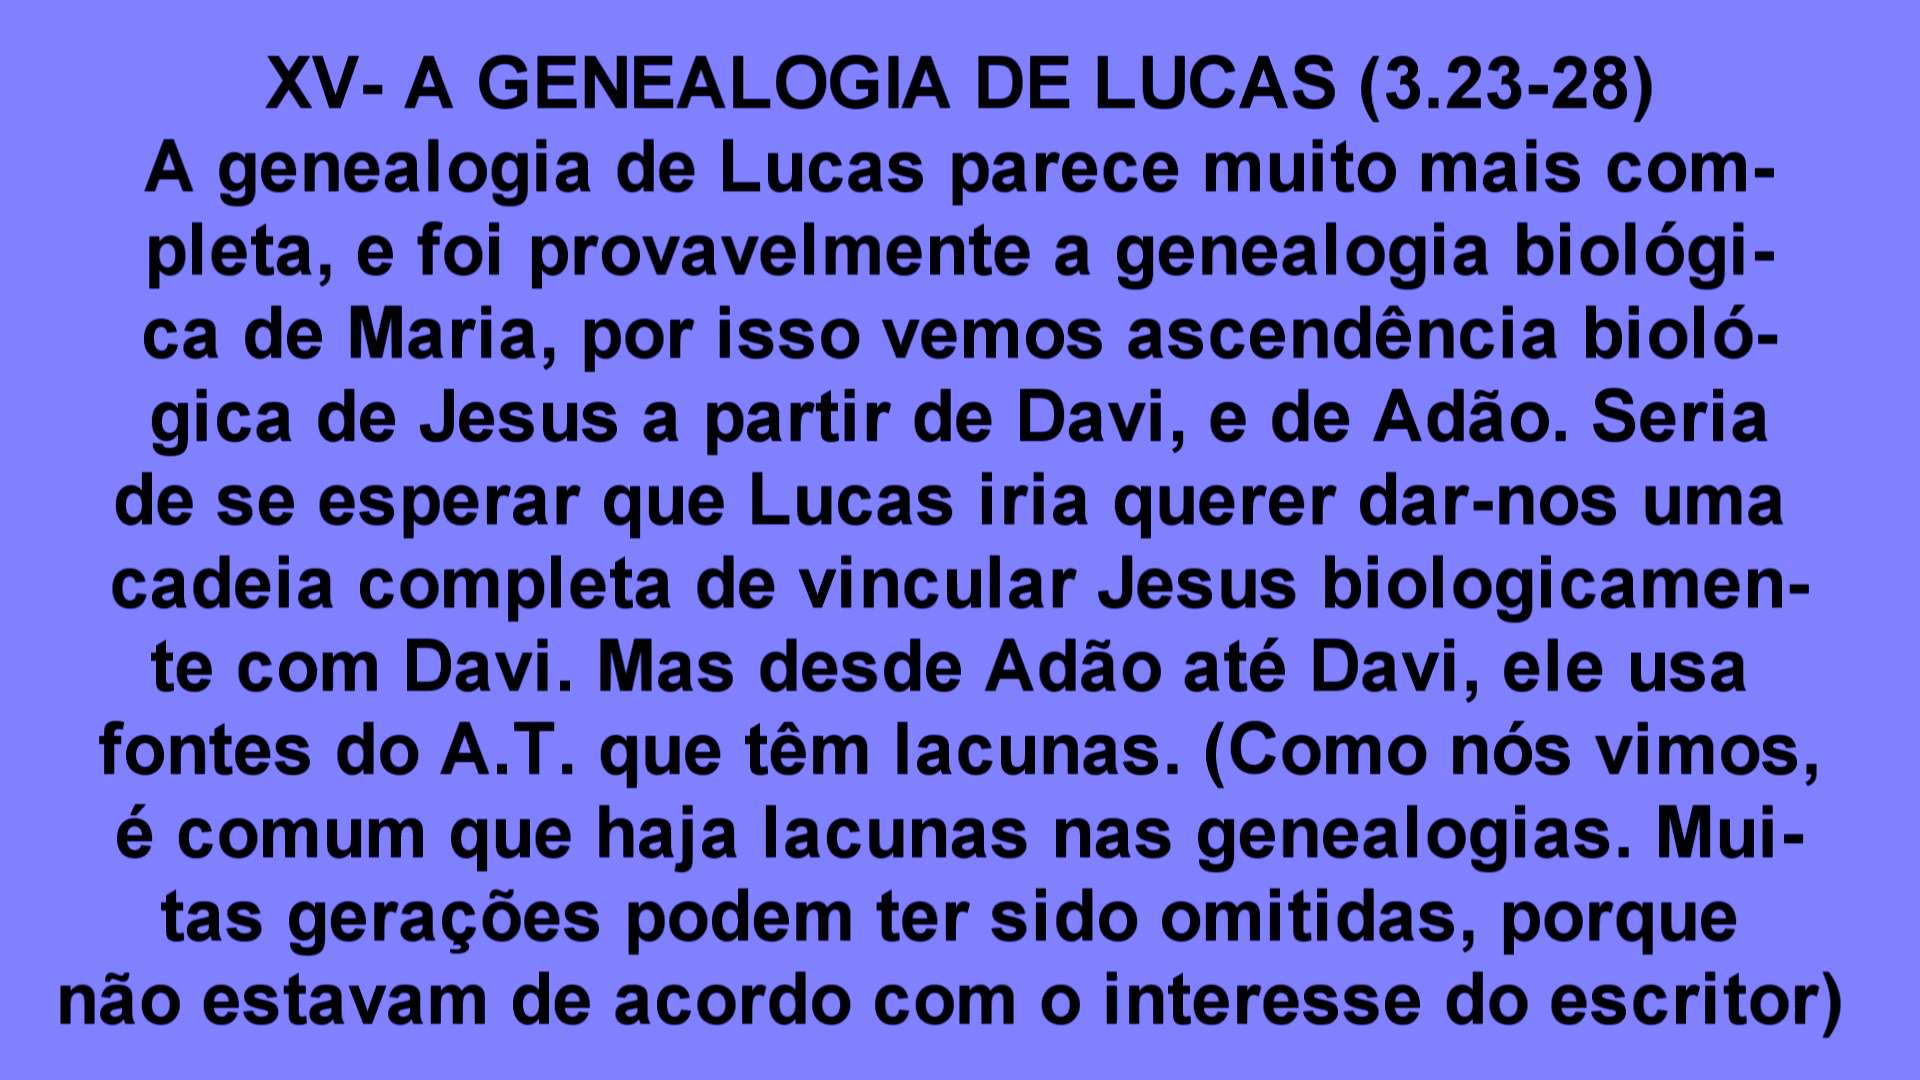 XV- A GENEALOGIA DE LUCAS (3.23-28)
A genealogia de Lucas parece muito mais com-
pleta, e foi provavelmente a genealogia biológi-
ca de Maria, por isso vemos ascendência bioló-
gica de Jesus a partir de Davi, e de Adão. Seria
de se esperar que Lucas iria querer dar-nos uma
cadeia completa de vincular Jesus biologicamen-
te com Davi. Mas desde Adão até Davi, ele usa
fontes do A.T. que têm lacunas. (Como nós vimos,
é comum que haja lacunas nas genealogias. Mui-
tas gerações podem ter sido omitidas, porque
não estavam de acordo com o interesse do escritor)